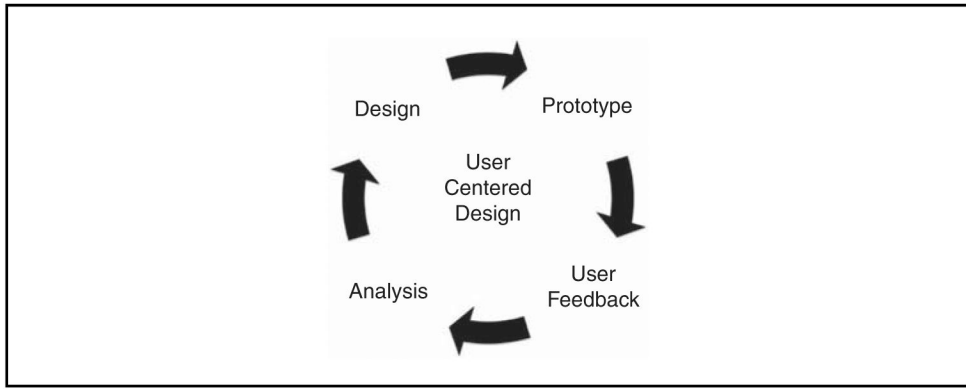 Design
Prototype
User
Centered
Design
Analysis
User
Feedback